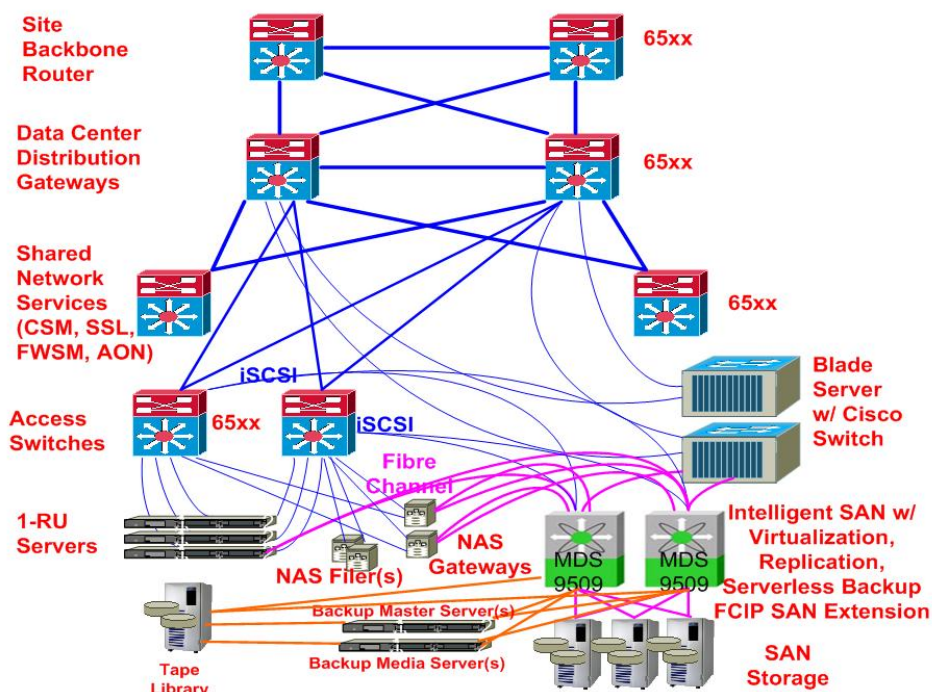 Site
Backbone
Router
65xx
Data Center
Distribution
Gateways
65xx
Shared
Network
Services
(CSM, SSL,
FWSM, AON)
65xx
iSCSI
Blade
Server
w/ Cisco
Switch
Access
Switches
65xx
iSCSI
Fibre
Channel
1-RU
Servers
NAS Filer(s)
NAS
Gateways
MDS
9509
MDS
9509
Intelligent SAN w/
Virtualization,
Replication,
Serverless Backup
FCIP SAN Extension
Backup Master Server(s)
Backup Media Server(s)
Tape
Library
SAN
Storage